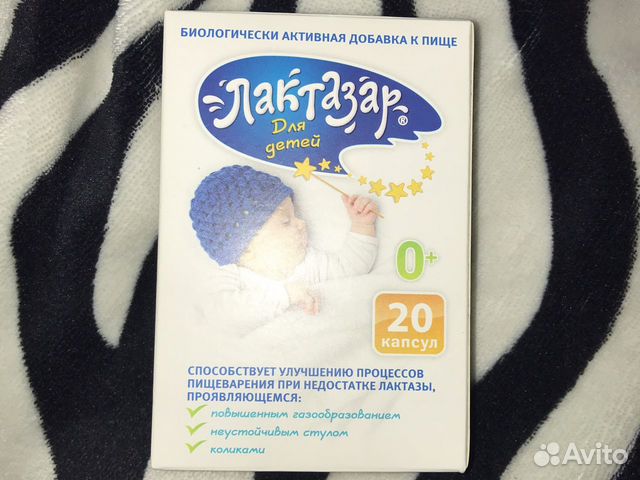 БИОЛОГИЧЕСКИ АКТИВНАЯ ДОБАВКА К ПИЩЕ
Лактазар®
Для
детей
0+
20
капсул
СПОСОБСТВУЕТ УЛУЧШЕНИЮ ПРОЦЕССОВ
ПИЩЕВАРЕНИЯ ПРИ НЕДОСТАТКЕ ЛАКТАЗЫ,
ПРОЯВЛЯЮЩЕМСЯ:
повышенным газообразованием
неустойчивым стулом
коликами
Avito